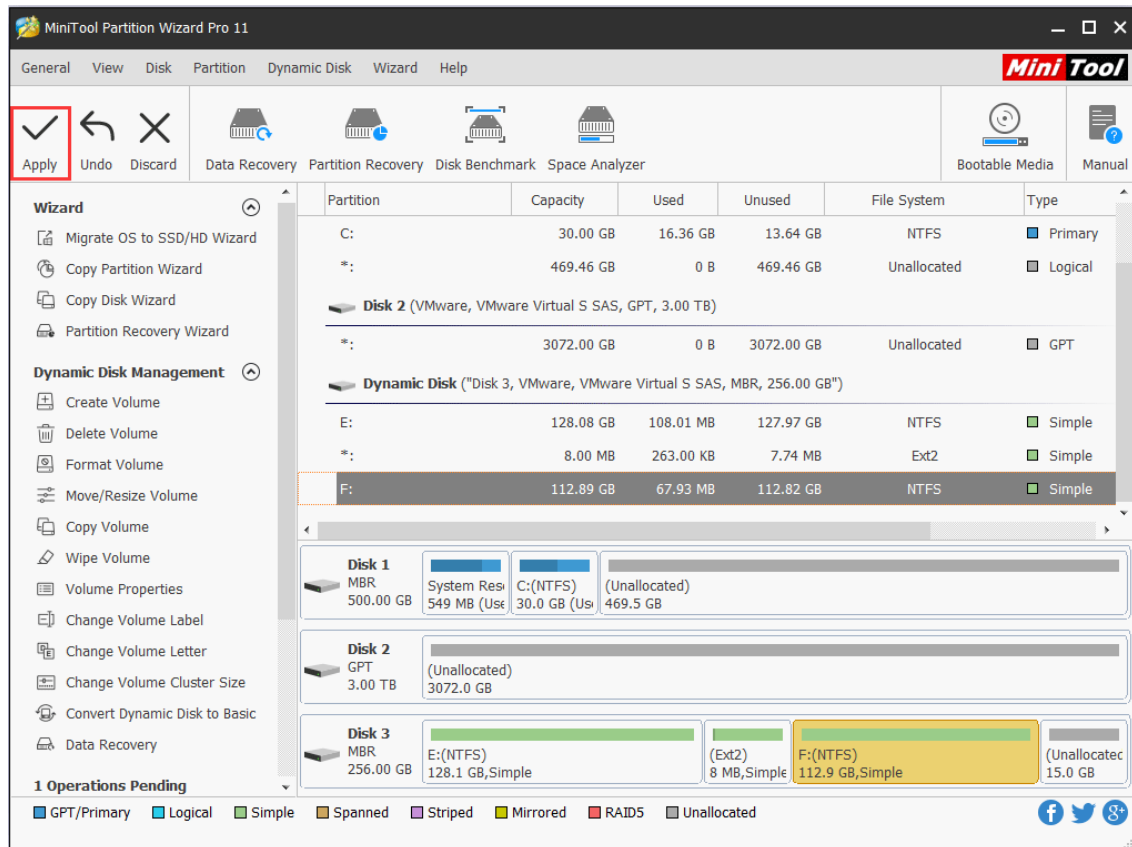 MiniTool Partition Wizard Pro 11
General View Disk Partition Dynamic Disk Wizard Help
Mini Tool
Apply Undo Discard Data Recovery Partition Recovery Disk Benchmark Space Analyzer Bootable Media Manual
Wizard
Migrate OS to SSD/HD Wizard
Copy Partition Wizard
Copy Disk Wizard
Partition Recovery Wizard
Dynamic Disk Management
Create Volume
Delete Volume
Format Volume
Move/Resize Volume
Copy Volume
Wipe Volume
Volume Properties
Change Volume Label
Change Volume Letter
Change Volume Cluster Size
Convert Dynamic Disk to Basic
Data Recovery
1 Operations Pending
Partition Capacity Used Unused File System Type
C: 30.00 GB 16.36 GB 13.64 GB NTFS Primary
*: 469.46 GB 0 B 469.46 GB Unallocated Logical
Disk 2 (VMware, VMware Virtual S SAS, GPT, 3.00 TB)
*: 3072.00 GB 0 B 3072.00 GB Unallocated GPT
Dynamic Disk ("Disk 3, VMware, VMware Virtual S SAS, MBR, 256.00 GB")
E: 128.08 GB 108.01 MB 127.97 GB NTFS Simple
*: 8.00 MB 263.00 KB 7.74 MB Ext2 Simple
F: 112.89 GB 67.93 MB 112.82 GB NTFS Simple
Disk 1
MBR
500.00 GB
System Res
549 MB (Use
C:(NTFS)
30.0 GB (Us
(Unallocated)
469.5 GB
Disk 2
GPT
3.00 TB
(Unallocated)
3072.0 GB
Disk 3
MBR
256.00 GB
E:(NTFS)
128.1 GB,Simple
(Ext2)
8 MB,Simple
F:(NTFS)
112.9 GB,Simple
(Unallocatec
15.0 GB
GPT/Primary Logical Simple Spanned Striped Mirrored RAID5 Unallocated